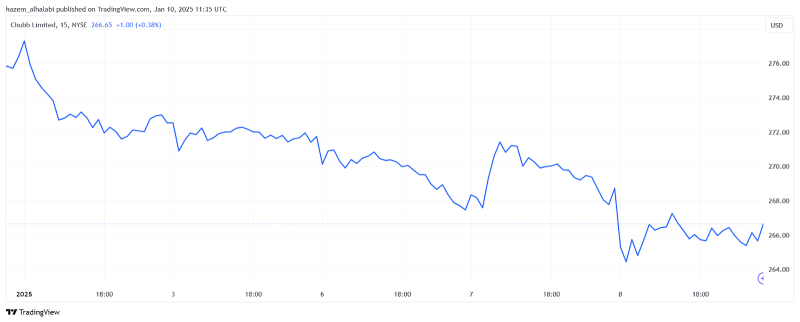 hazem_alhalabi published on TradingView.com, Jan 10, 2025 11:35 UTC
Chubb Limited, 15, NYSE 266.65 +1.00 (+0.38%)
USD
276.00
274.00
272.00
270.00
268.00
266.00
264.00
2025 18:00 3 18:00 6 18:00 7 18:00 8 18:00
TradingView